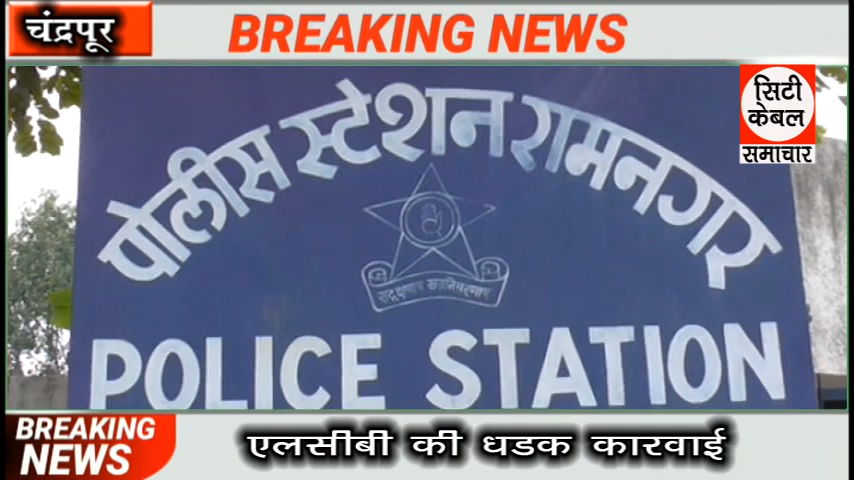 चंद्रपूर
BREAKING NEWS
सिटी
केबल
समाचार
पोलीस स्टेशन रामनगर
POLICE STATION
BREAKING
NEWS
एलसीबी की धडक कारवाई